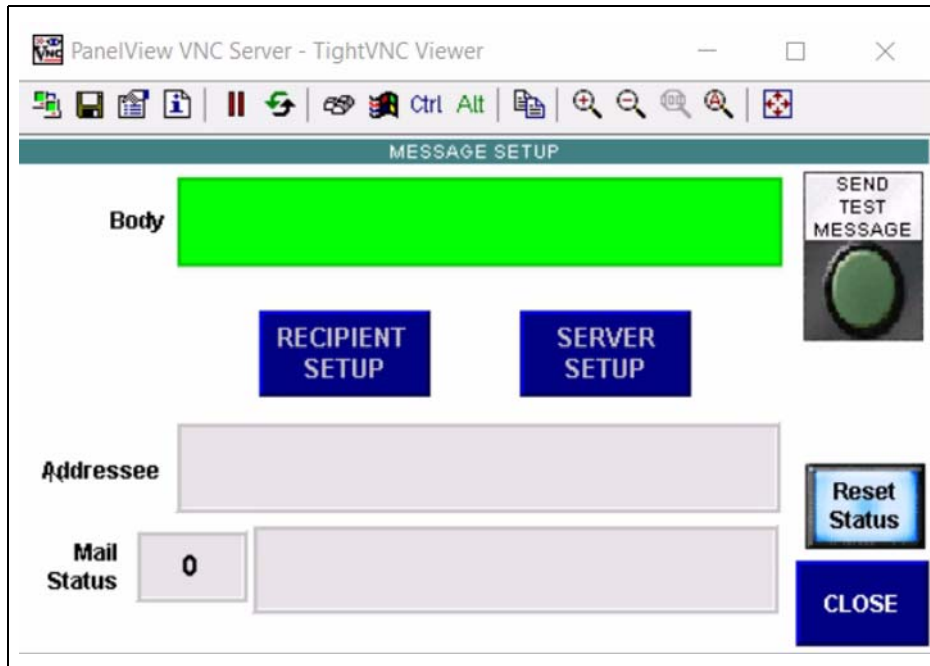 PanelView VNC Server - TightVNC Viewer
Ctrl Alt
MESSAGE SETUP
Body
SEND
TEST
MESSAGE
RECIPIENT
SETUP
SERVER
SETUP
Addressee
Reset
Status
Mail
Status
0
CLOSE